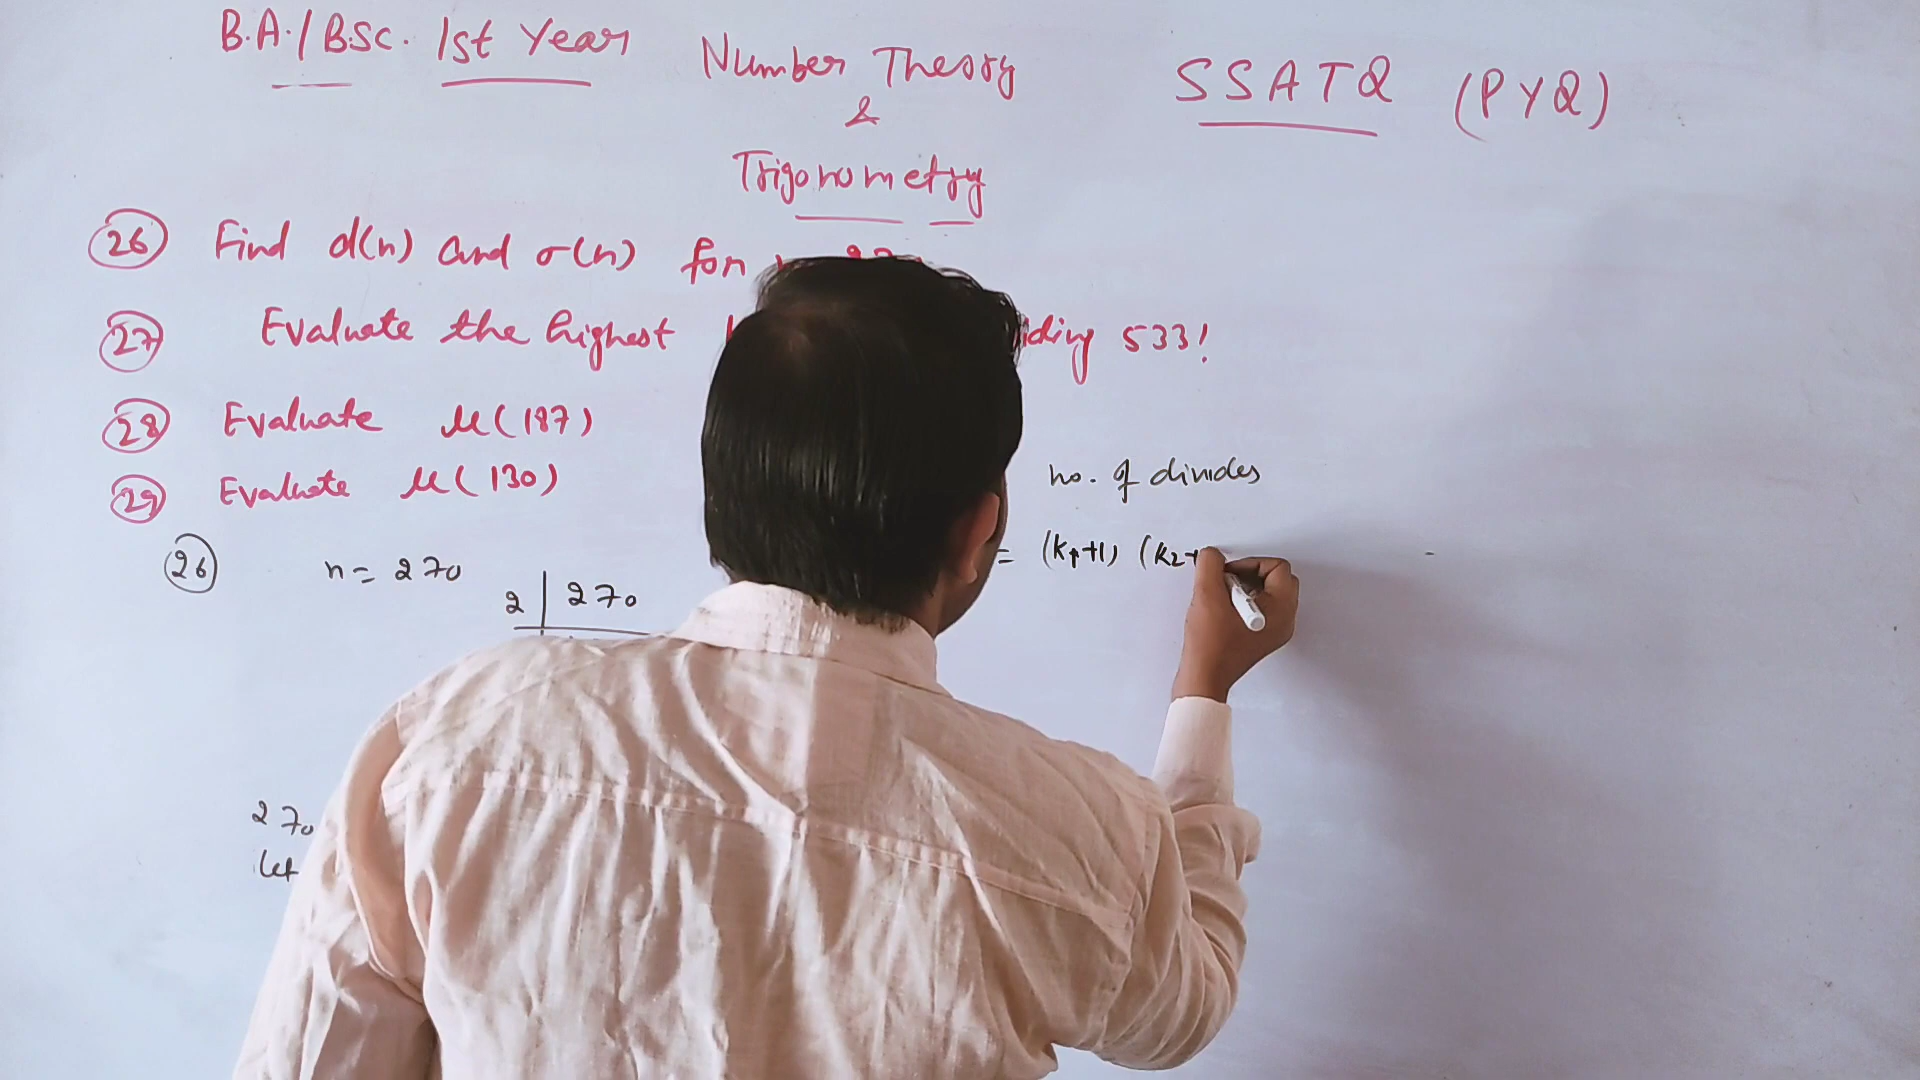 B.A./B.Sc. 1st Year
Number Theory
&
Trigonometry
SSATQ (PYQ)
26 Find d(n) and σ(n) for
27 Evaluate the highest 533!
28 Evaluate μ(187)
29 Evaluate μ(130)
no. of divides
26 n = 270
2 | 270
= (k1+1) (k2+
270
let